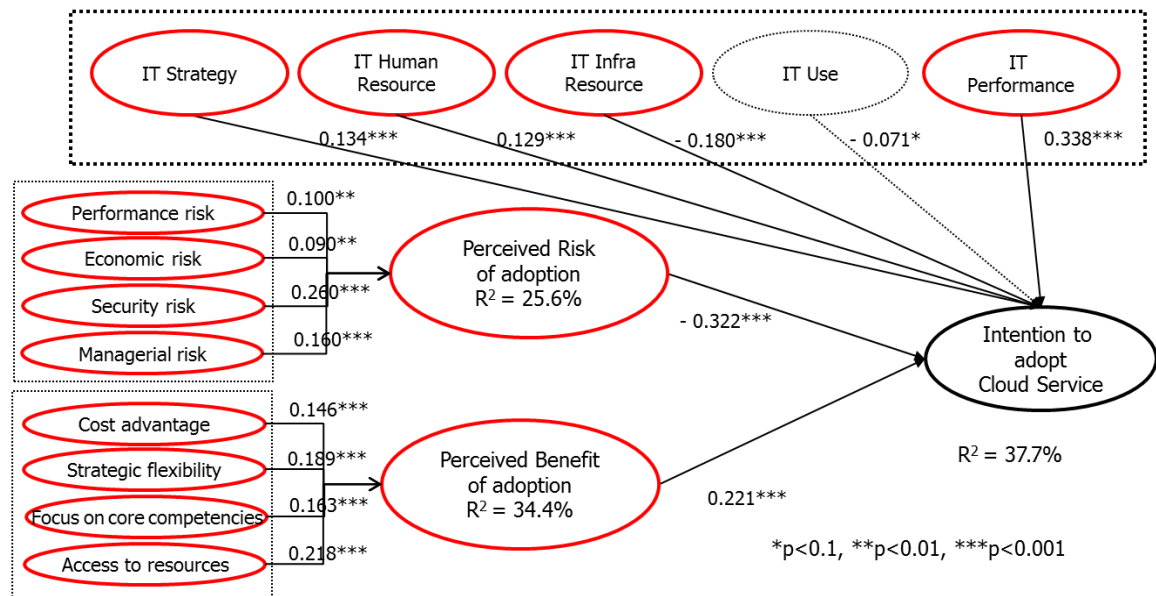 IT Strategy
IT Human
Resource
IT Infra
Resource
IT Use
IT
Performance
0.134***
0.129***
- 0.180***
- 0.071*
0.338***
Performance risk
0.100**
Economic risk
0.090**
Security risk
0.260***
Managerial risk
0.160***
Perceived Risk
of adoption
R² = 25.6%
- 0.322***
Intention to
adopt
Cloud Service
R² = 37.7%
Cost advantage
0.146***
Strategic flexibility
0.189***
Focus on core competencies
0.163***
Access to resources
0.218***
Perceived Benefit
of adoption
R² = 34.4%
0.221***
*p<0.1, **p<0.01, ***p<0.001